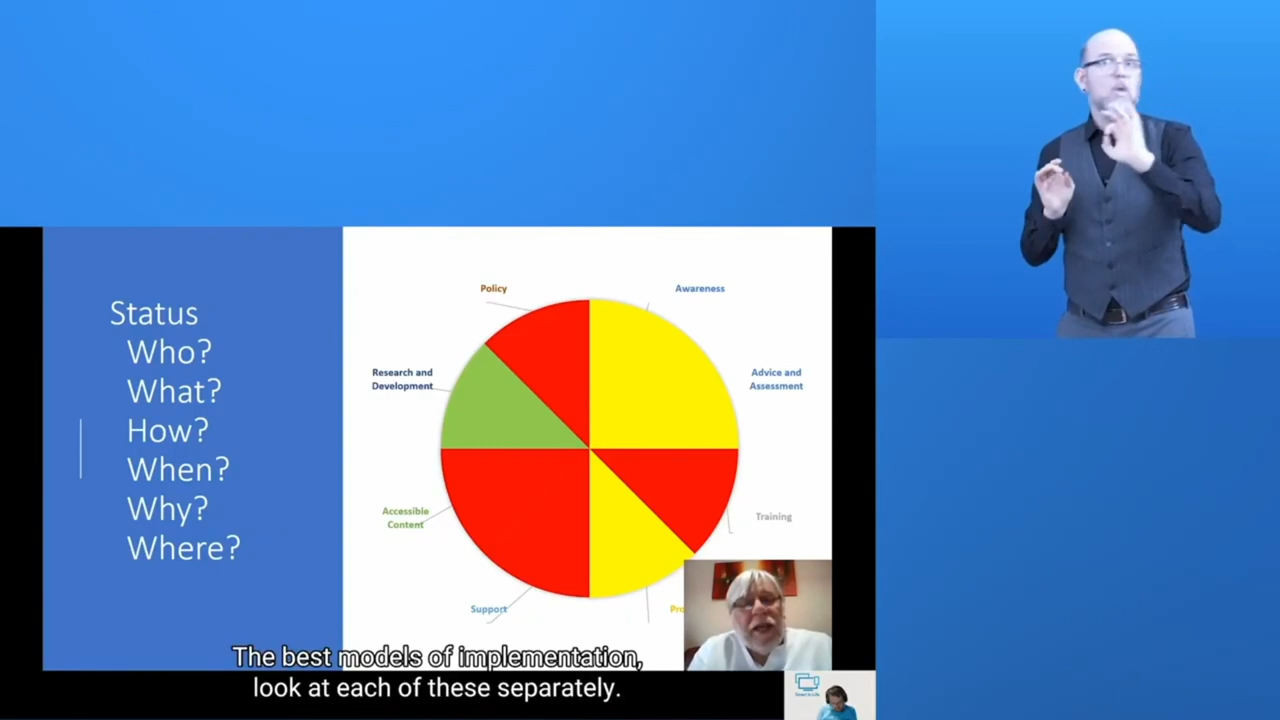 Status
Who?
What?
How?
When?
Why?
Where?
Policy
Awareness
Research and
Development
Advice and
Assessment
Accessible
Content
Training
Support
The best models of implementation,
look at each of these separately.